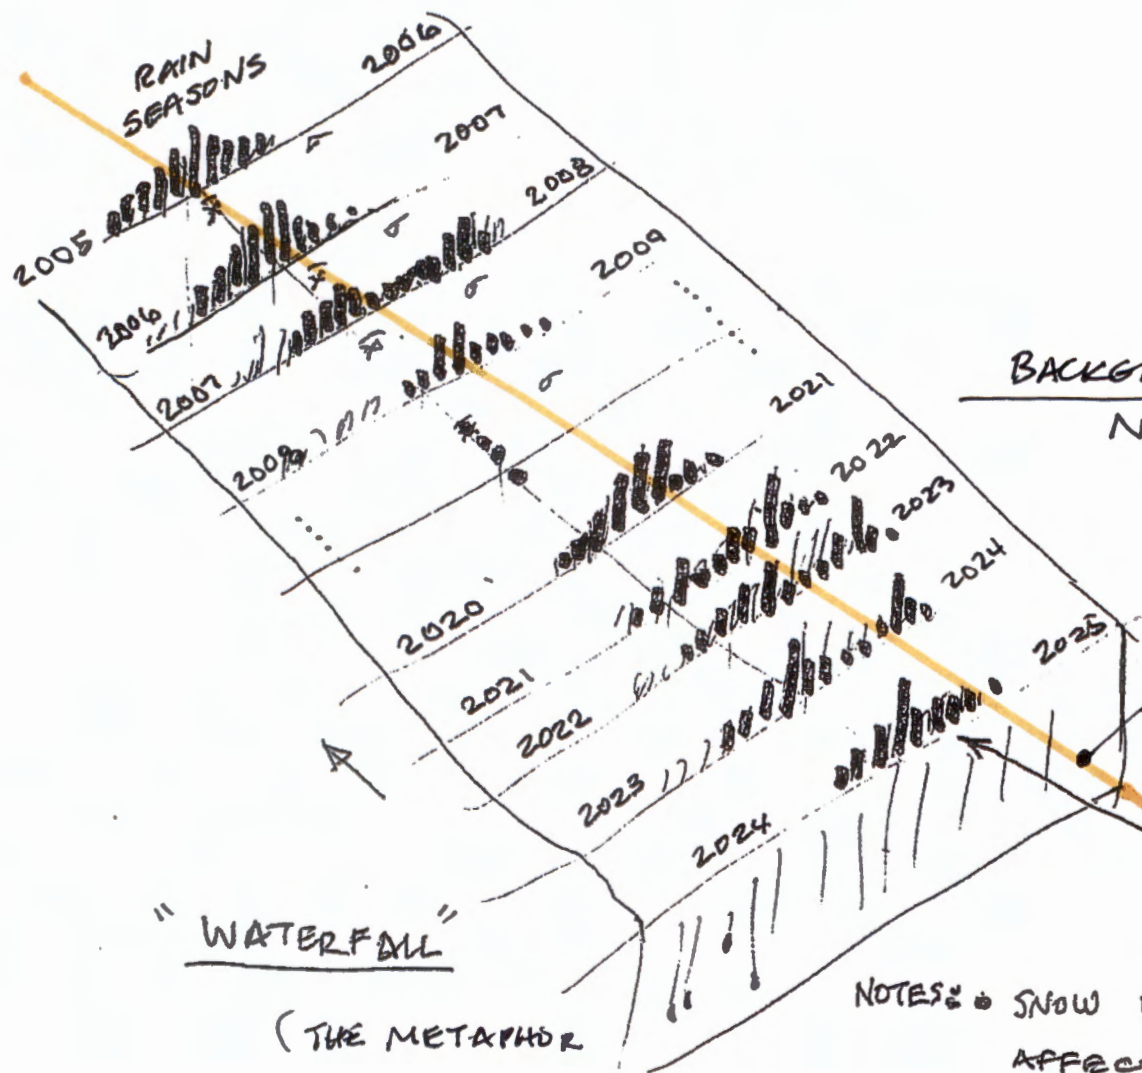 RAIN
SEASONS
2006
2007
2008
2009
2021
2022
2023
2024
2025
2005
2006
2007
2020
2021
2022
2023
2024
x̄
σ
x̄
σ
x̄
σ
BACKG
N
"WATERFALL"
(THE METAPHOR
NOTES: • SNOW
AFFEC